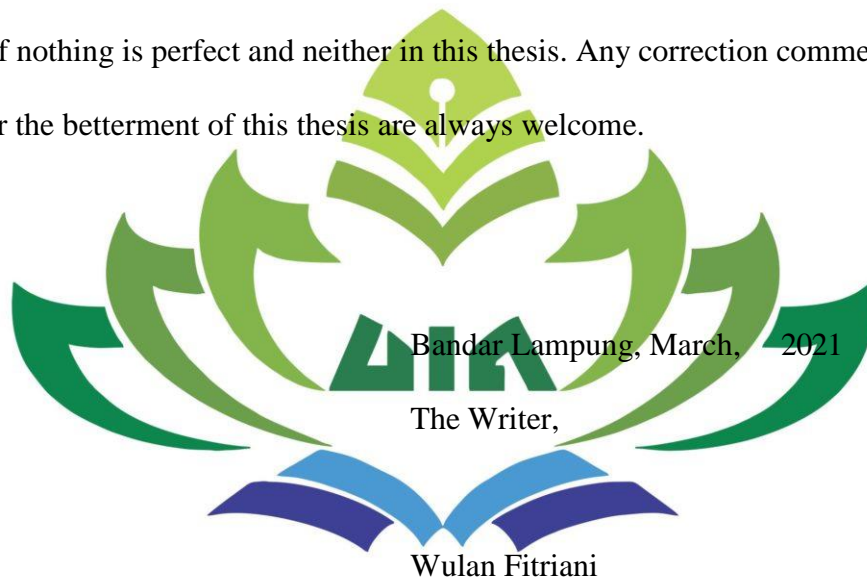 f nothing is perfect and neither in this thesis. Any correction comme
r the betterment of this thesis are always welcome.
UIN
Bandar Lampung, March, 2021
The Writer,
Wulan Fitriani